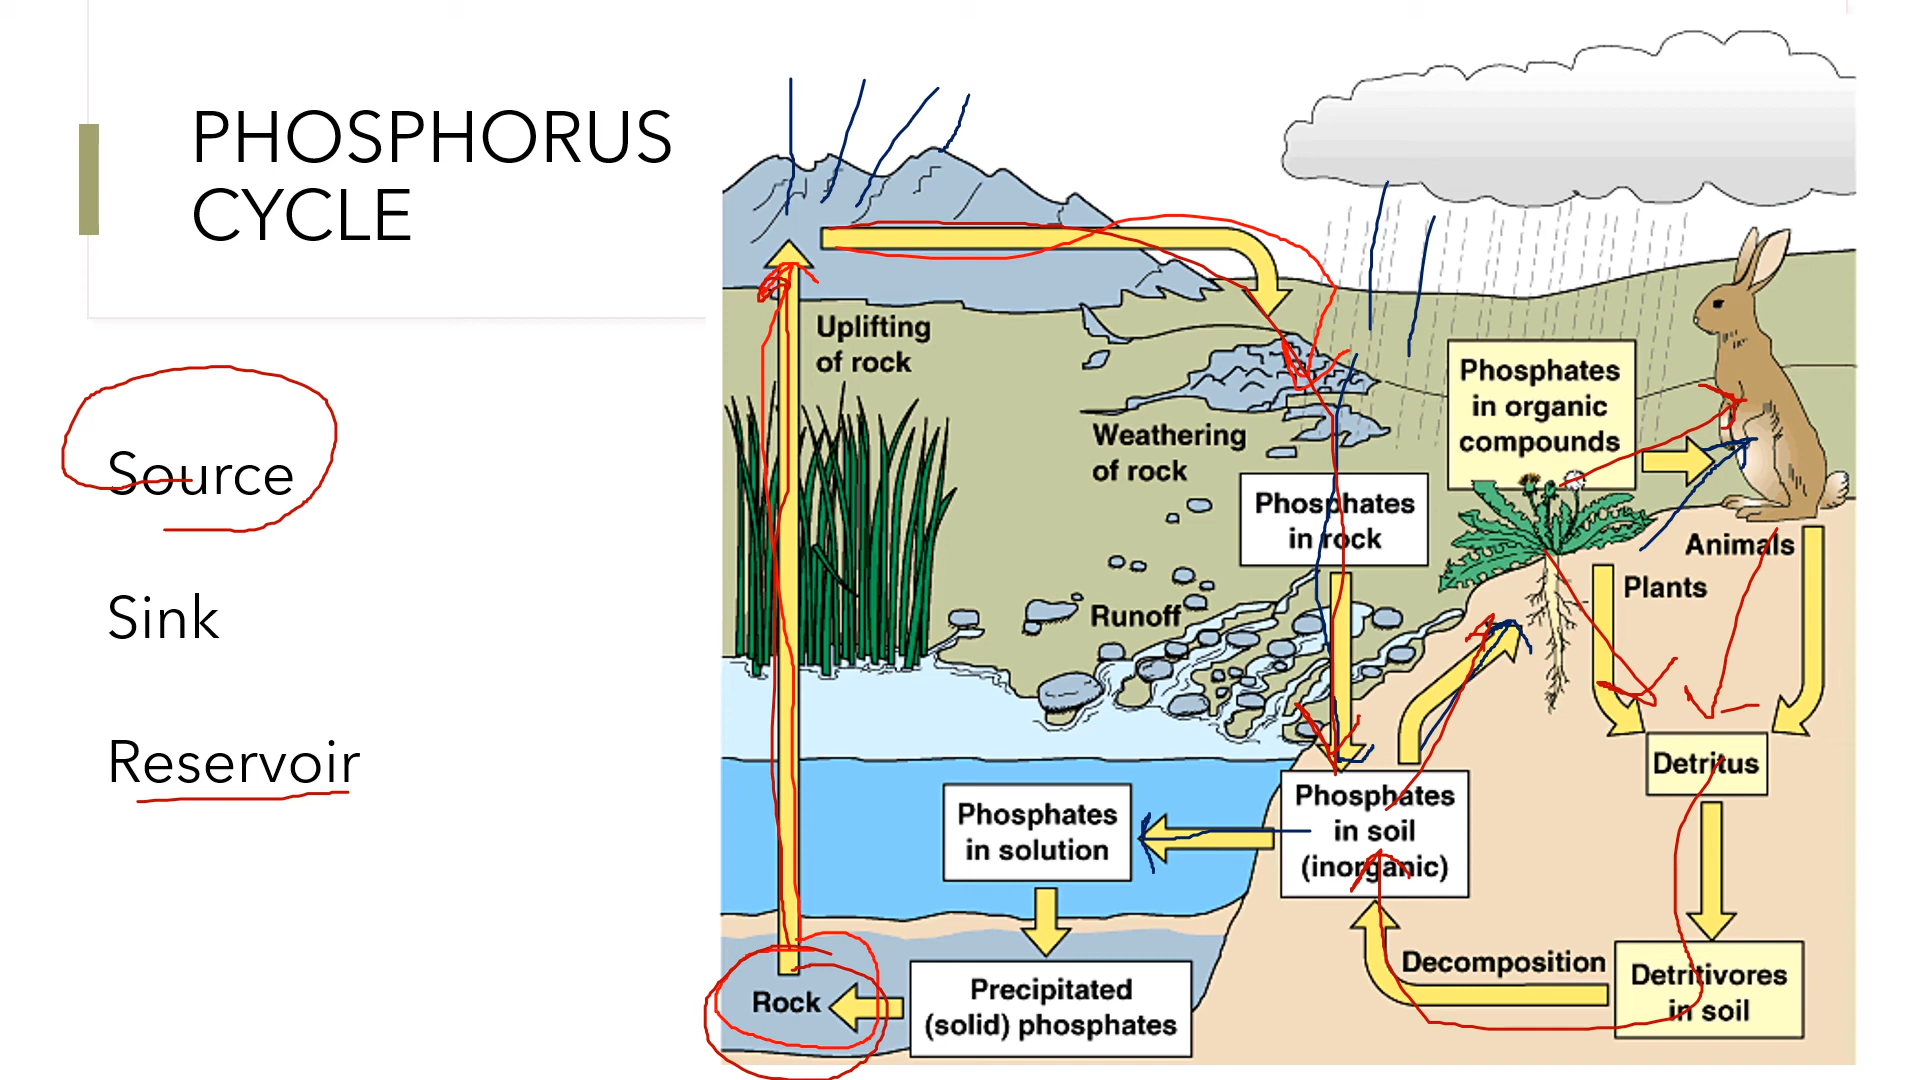 PHOSPHORUS
CYCLE
Source
Sink
Reservoir
Uplifting
of rock
Weathering
of rock
Phosphates
in organic
compounds
Phosphates
in rock
Animals
Plants
Runoff
Detritus
Phosphates
in solution
Phosphates
in soil
(inorganic)
Decomposition
Detritivores
in soil
Rock
Precipitated
(solid) phosphates